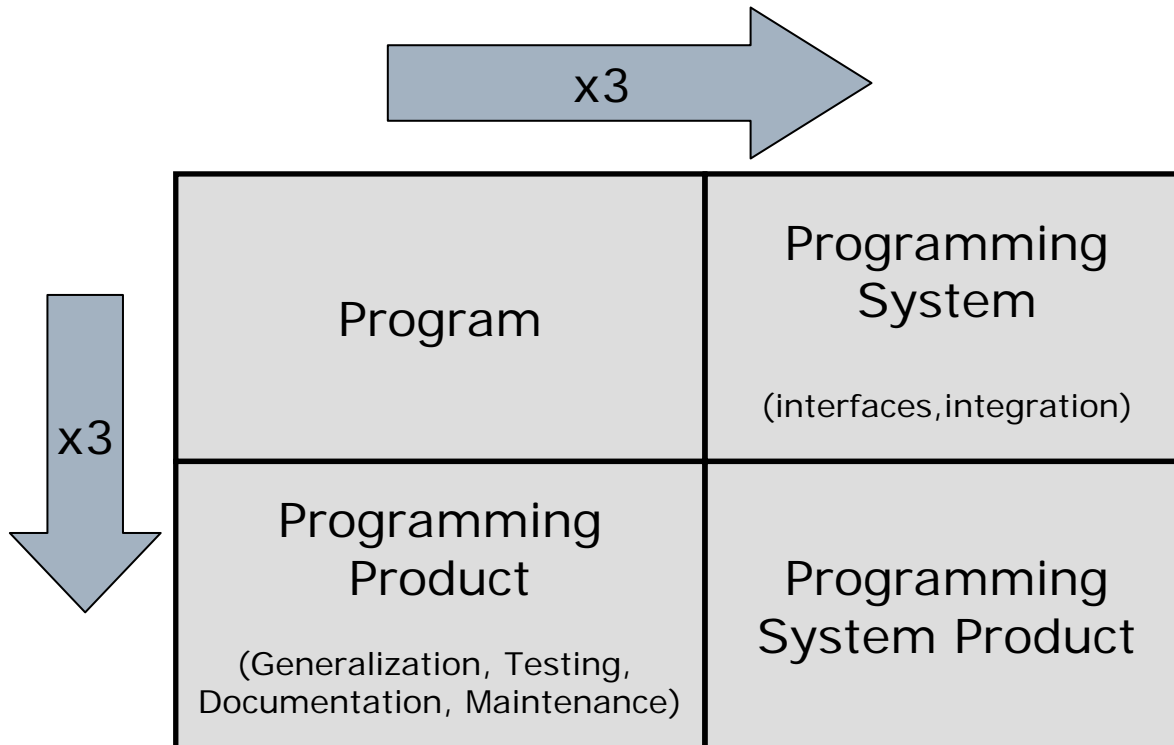 x3
Program
Programming
System
(interfaces,integration)
x3
Programming
Product
(Generalization, Testing,
Documentation, Maintenance)
Programming
System Product